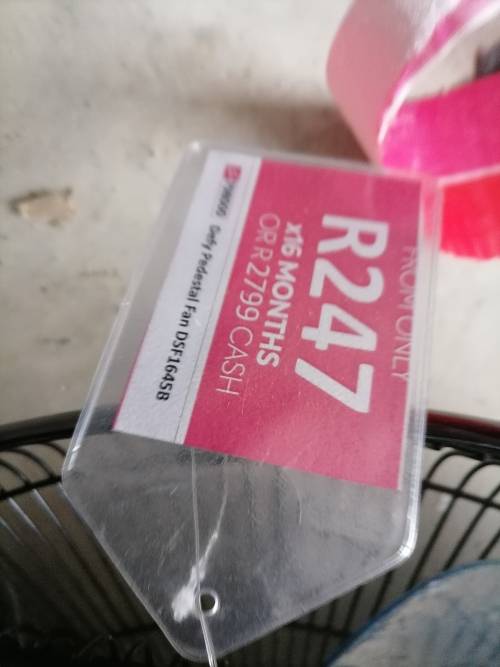 FROM ONLY
R247
x16 MONTHS
OR R2799 CASH
Defy Pedestal Fan DSF1645B